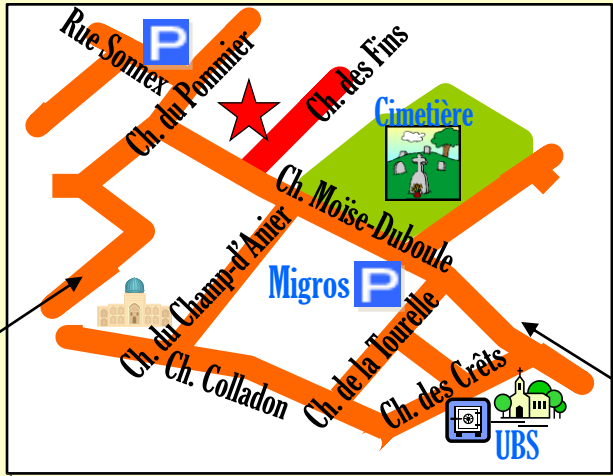 Rue Sonnex
P
Ch. du Pommier
Ch. des Fins
Cimetière
Ch. Moïse-Duboule
Ch. du Champ-d'Anier
Migros P
Ch. de la Tourelle
Ch. Colladon
Ch. des Crêts
UBS